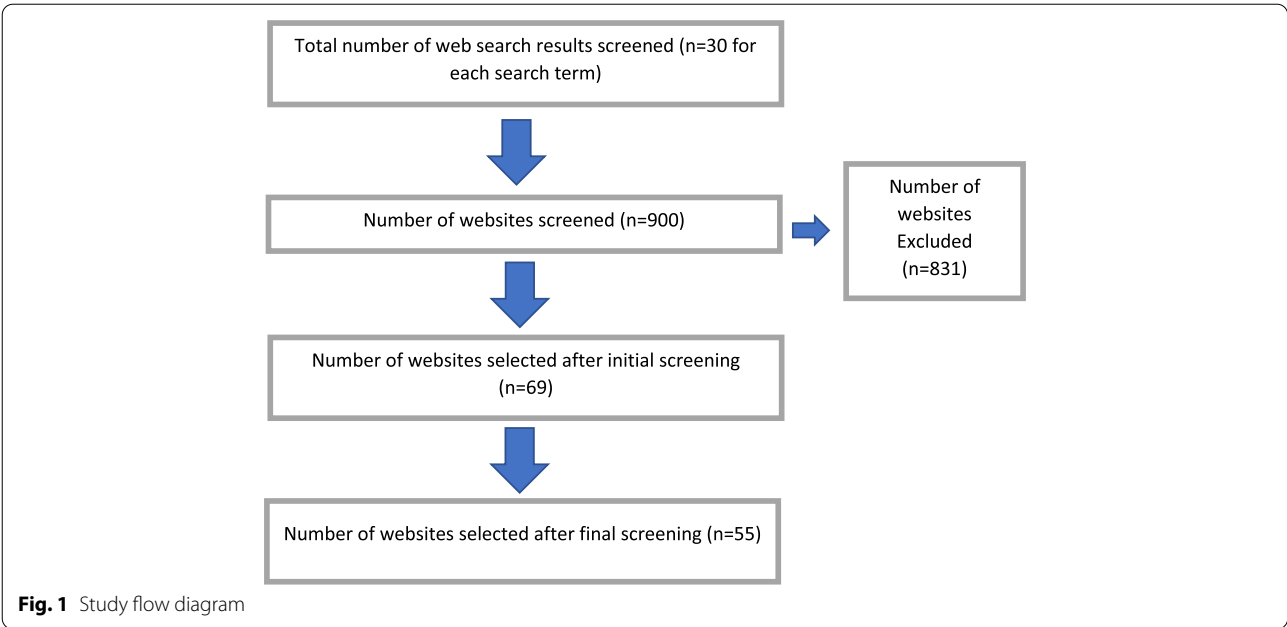 Total number of web search results screened (n=30 for
each search term)
Number of websites screened (n=900)
Number of
websites
Excluded
(n=831)
Number of websites selected after initial screening
(n=69)
Number of websites selected after final screening (n=55)
Fig. 1 Study flow diagram